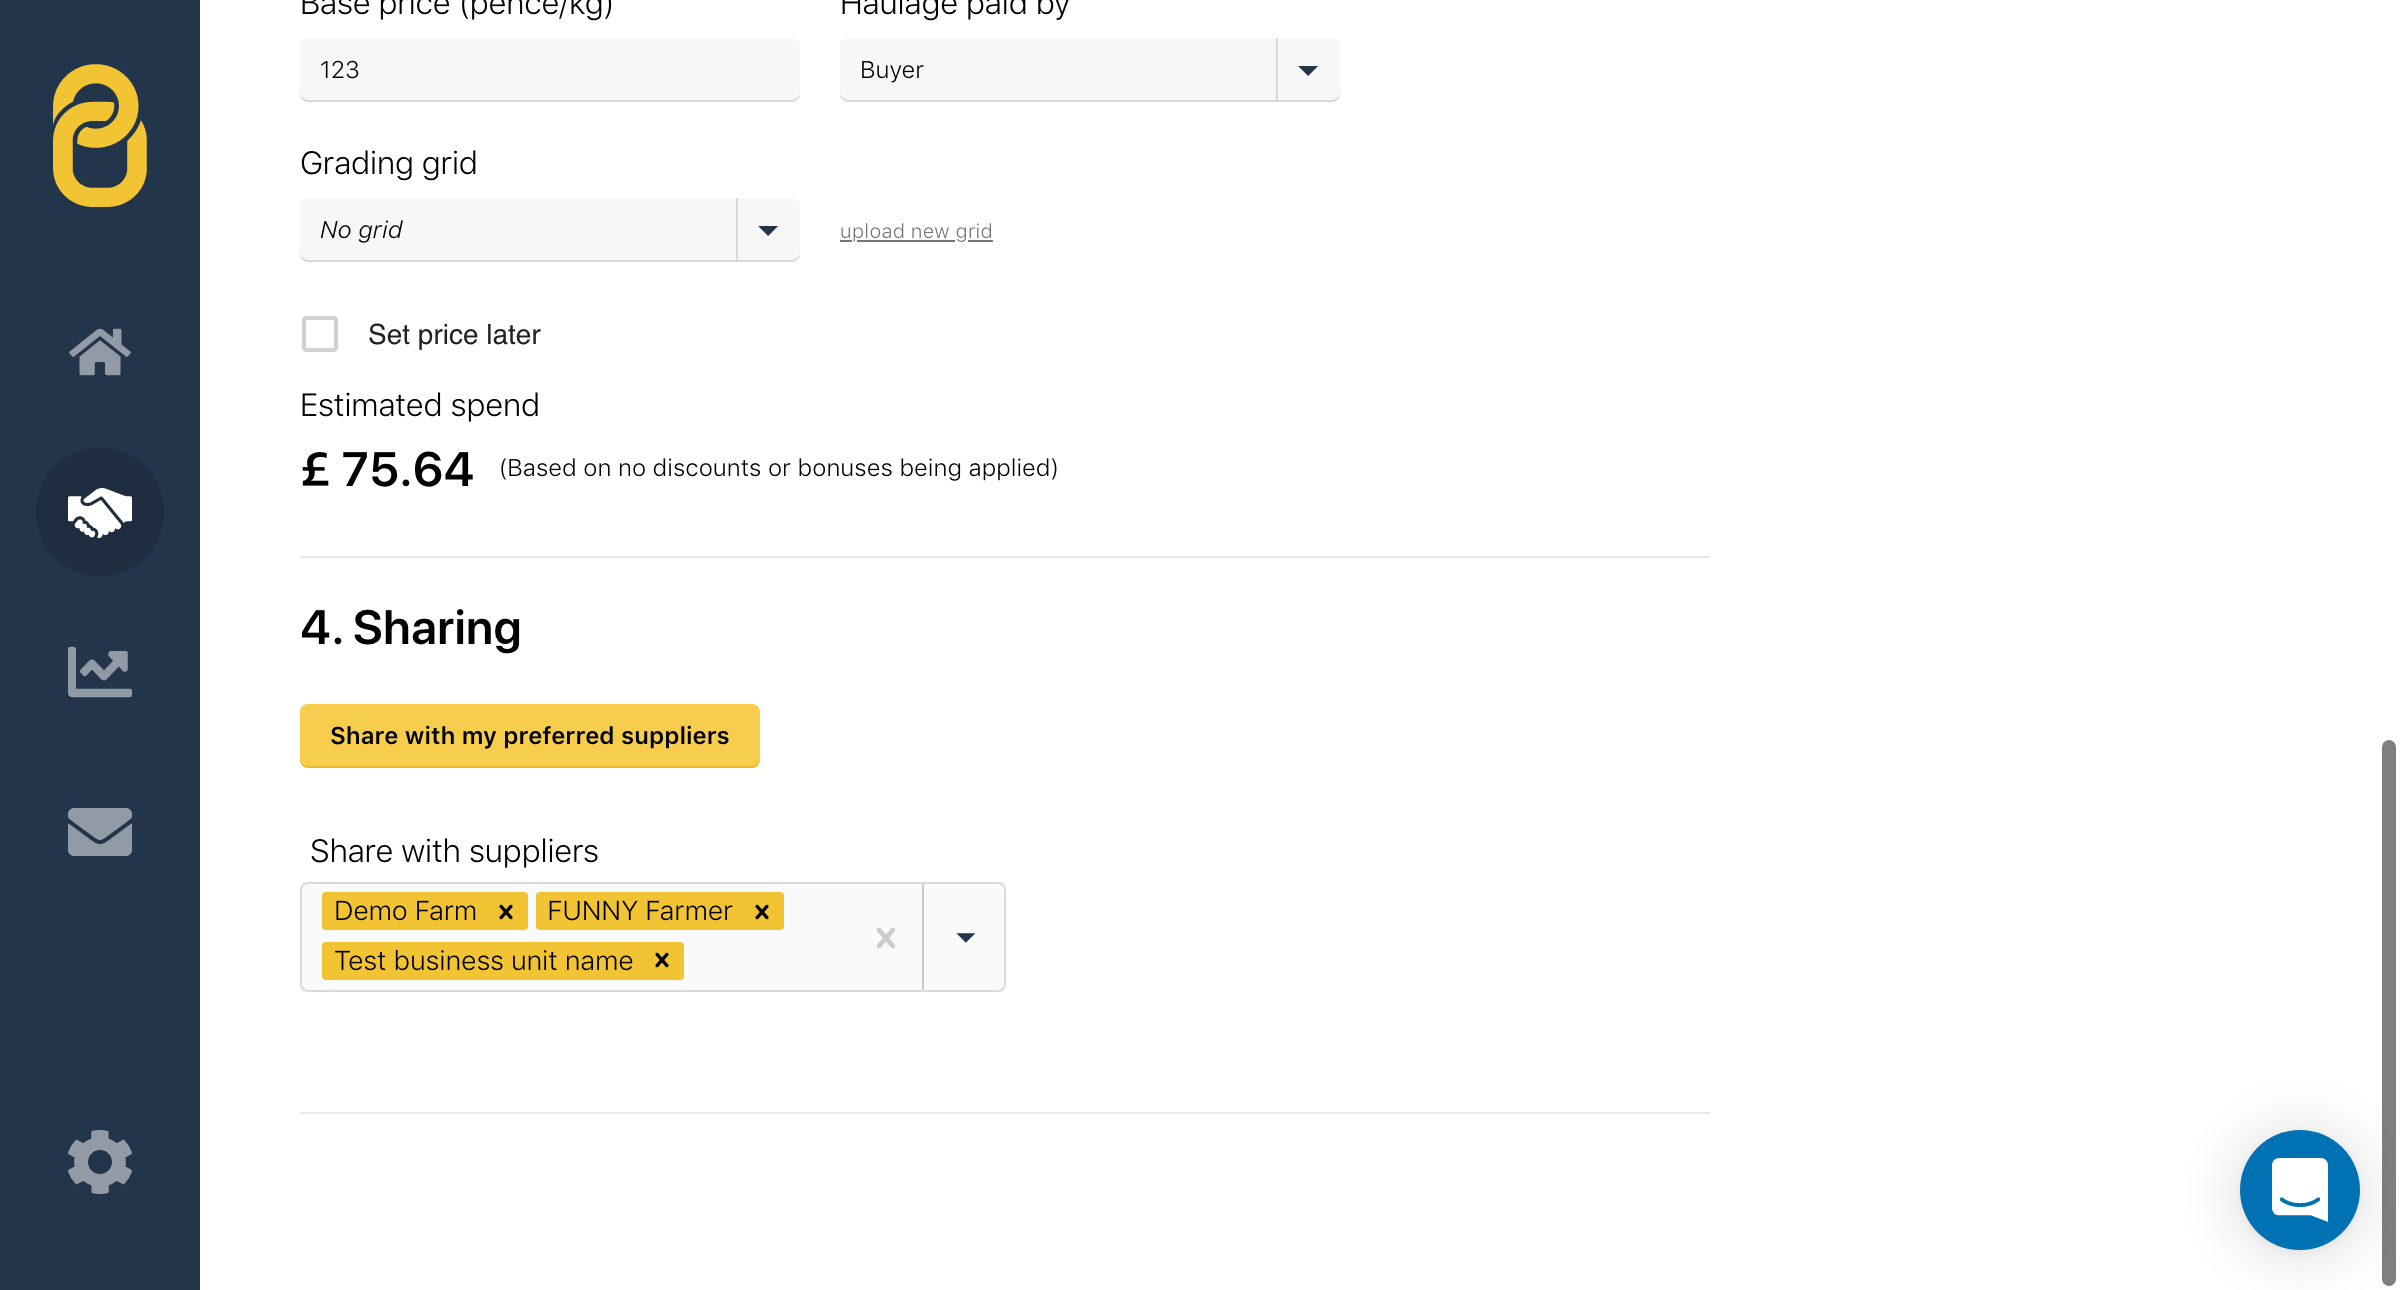 Base price (pence/kg) Haulage paid by
123 Buyer
Grading grid
No grid upload new grid
Set price later
Estimated spend
£ 75.64 (Based on no discounts or bonuses being applied)
4. Sharing
Share with my preferred suppliers
Share with suppliers
Demo Farm FUNNY Farmer
Test business unit name